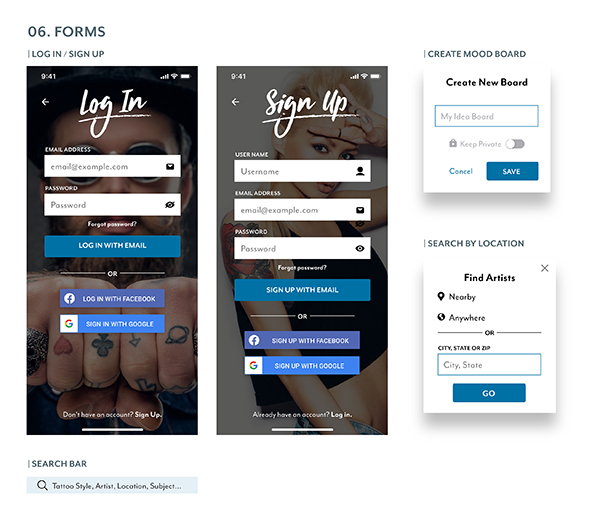 06. FORMS
| LOG IN / SIGN UP
9:41
Log In
EMAIL ADDRESS
email@example.com
PASSWORD
Password
Forgot password?
LOG IN WITH EMAIL
OR
LOG IN WITH FACEBOOK
SIGN IN WITH GOOGLE
Don't have an account? Sign Up.
9:41
Sign Up
USER NAME
Username
EMAIL ADDRESS
email@example.com
PASSWORD
Password
Forgot password?
SIGN UP WITH EMAIL
OR
SIGN UP WITH FACEBOOK
SIGN UP WITH GOOGLE
Already have an account? Log in.
| CREATE MOOD BOARD
Create New Board
My Idea Board
Keep Private
Cancel
SAVE
| SEARCH BY LOCATION
Find Artists
Nearby
Anywhere
OR
CITY, STATE OR ZIP
City, State
GO
| SEARCH BAR
Tattoo Style, Artist, Location, Subject...